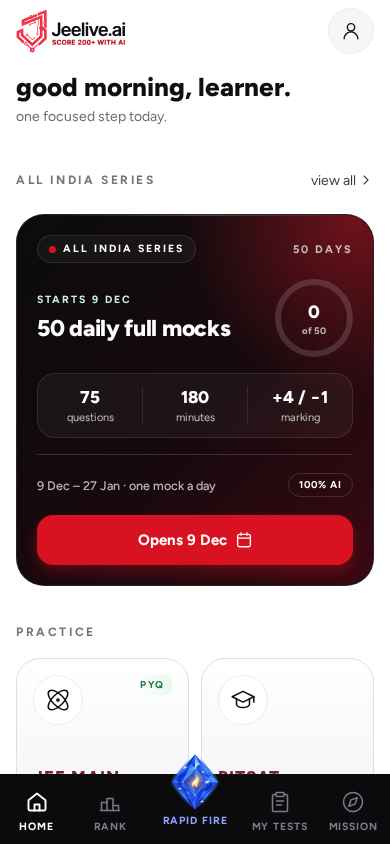 Jeelive.ai
SCORE 200+ WITH AI
good morning, learner.
one focused step today.
ALL INDIA SERIES
view all
ALL INDIA SERIES
50 DAYS
STARTS 9 DEC
50 daily full mocks
0
of 50
75
questions
180
minutes
+4 / −1
marking
9 Dec – 27 Jan · one mock a day
100% AI
Opens 9 Dec
PRACTICE
PYQ
JEE MAIN
BITSAT
HOME
RANK
RAPID FIRE
MY TESTS
MISSION